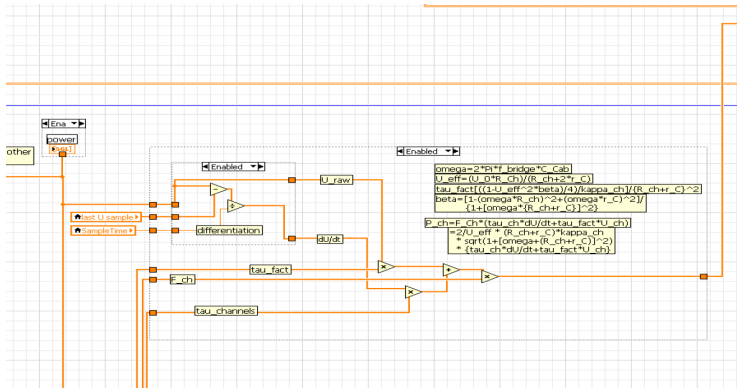 Ena
power
other
Enabled
Enabled
omega=2*Pi*f_bridge*C_Cab
U_eff=(U_0*R_Ch)/(R_ch+2*r_C)
tau_fact[((1-U_eff^2*beta)/4)/kappa_ch]/{R_ch+r_C}^2
beta=[1-(omega*R_ch)^2+(omega*r_C)^2]/
{1+[omega*{R_ch+r_C}]^2}
U_raw
last U sample
SampleTime
differentiation
P_ch=F_Ch*(tau_ch*dU/dt+tau_fact*U_ch)
=2/U_eff * (R_ch+r_C)*kappa_ch
* sqrt(1+[omega+(R_ch+r_C)]^2)
* {tau_ch*dU/dt+tau_fact*U_ch}
dU/dt
tau_fact
F_ch
tau_channels